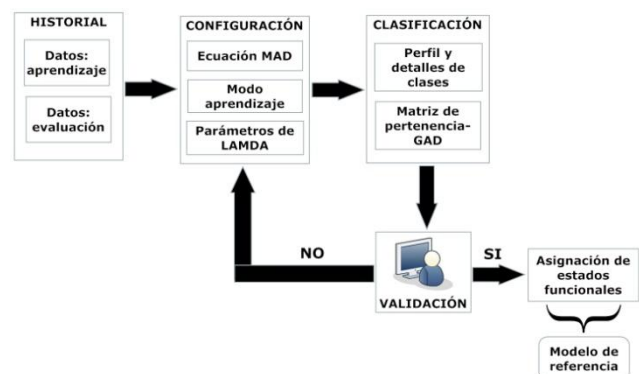 HISTORIAL
Datos:
aprendizaje
Datos:
evaluación
CONFIGURACIÓN
Ecuación MAD
Modo
aprendizaje
Parámetros de
LAMDA
CLASIFICACIÓN
Perfil y
detalles de
clases
Matriz de
pertenencia-
GAD
NO
VALIDACIÓN
SI
Asignación de
estados
funcionales
Modelo de
referencia